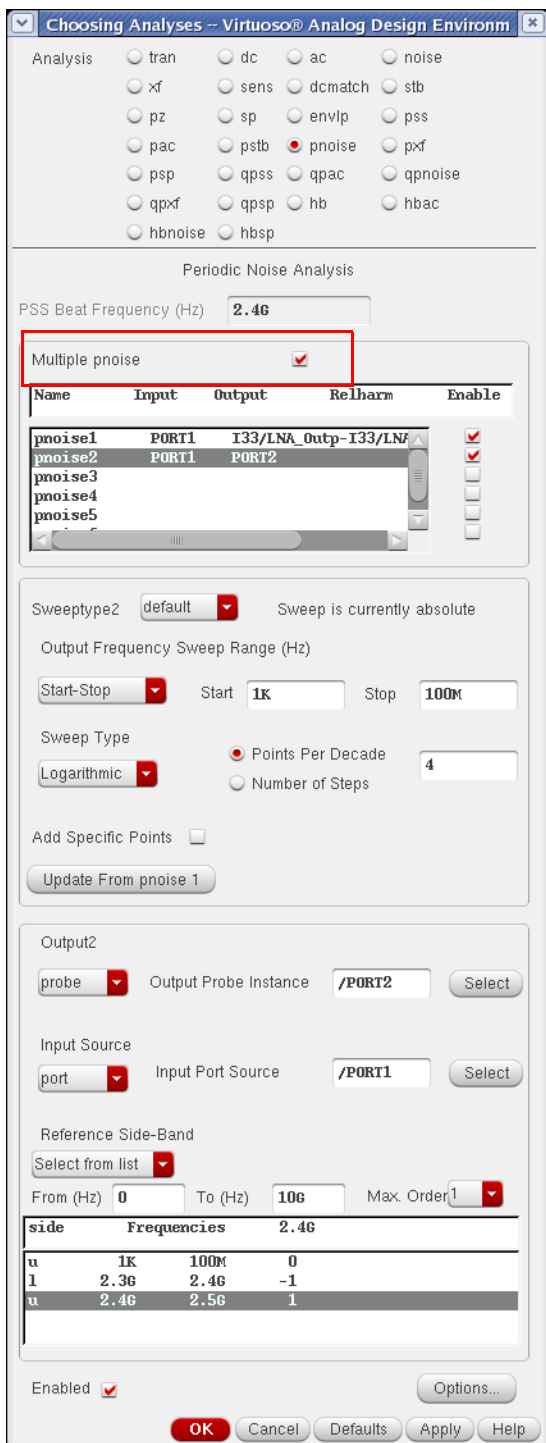 Choosing Analyses -- Virtuoso® Analog Design Environm
Analysis tran dc ac noise
xf sens dcmatch stb
pz sp envlp pss
pac pstb pnoise pxf
psp qpss qpac qpnoise
qpxf qpsp hb hbac
hbnoise hbsp
Periodic Noise Analysis
PSS Beat Frequency (Hz) 2.4G
Multiple pnoise
Name Input Output Relharm Enable
pnoise1 PORT1 I33/LNA_Outp-I33/LNA
pnoise2 PORT1 PORT2
pnoise3
pnoise4
pnoise5
Sweeptype2 default Sweep is currently absolute
Output Frequency Sweep Range (Hz)
Start-Stop Start 1K Stop 100M
Sweep Type
Logarithmic Points Per Decade 4
Number of Steps
Add Specific Points
Update From pnoise 1
Output2
probe Output Probe Instance /PORT2 Select
Input Source
port Input Port Source /PORT1 Select
Reference Side-Band
Select from list
From (Hz) 0 To (Hz) 10G Max. Order 1
side Frequencies 2.4G
u 1K 100M 0
l 2.3G 2.4G -1
u 2.4G 2.5G 1
Enabled Options...
OK Cancel Defaults Apply Help